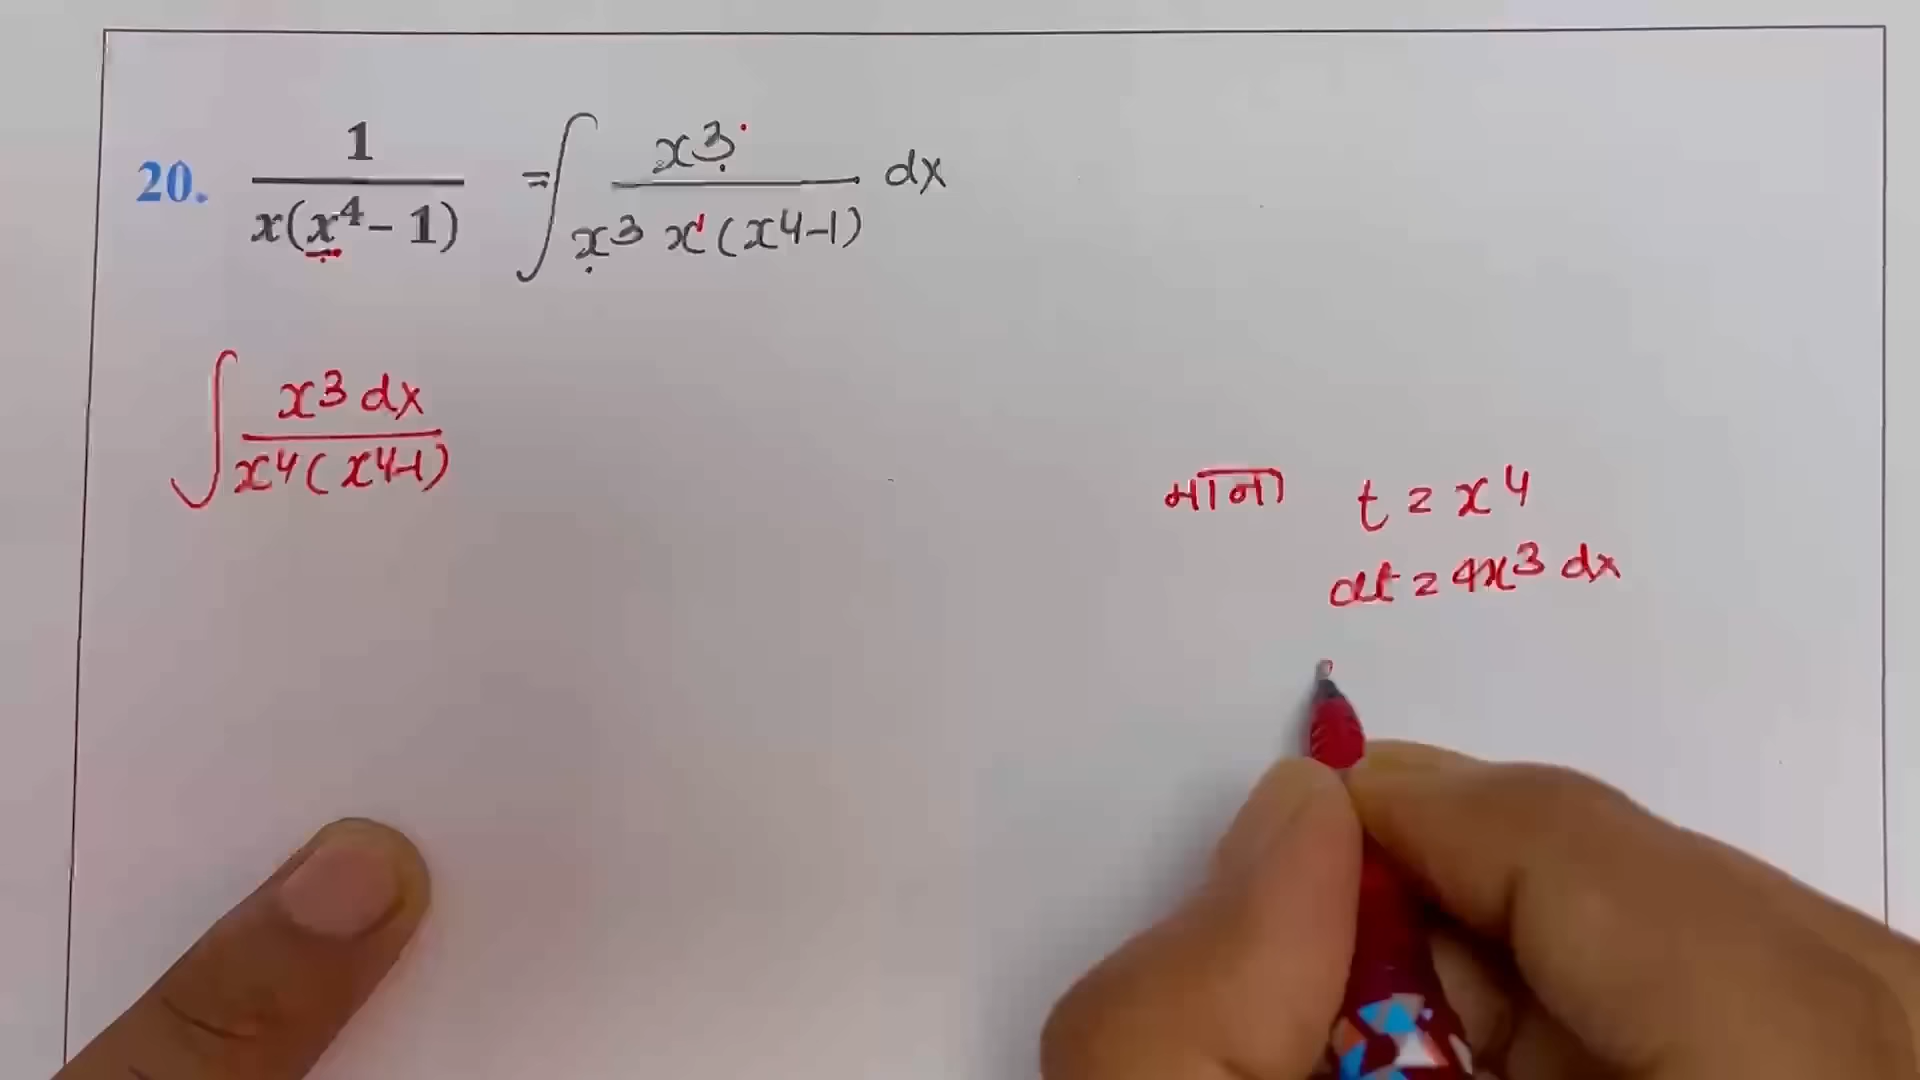 20. 1/x(x⁴ – 1) = ∫ x³/x³ x¹ (x⁴-1) dx
∫ x³ dx/x⁴ (x⁴-1)
माना t = x⁴
dt = 4x³ dx